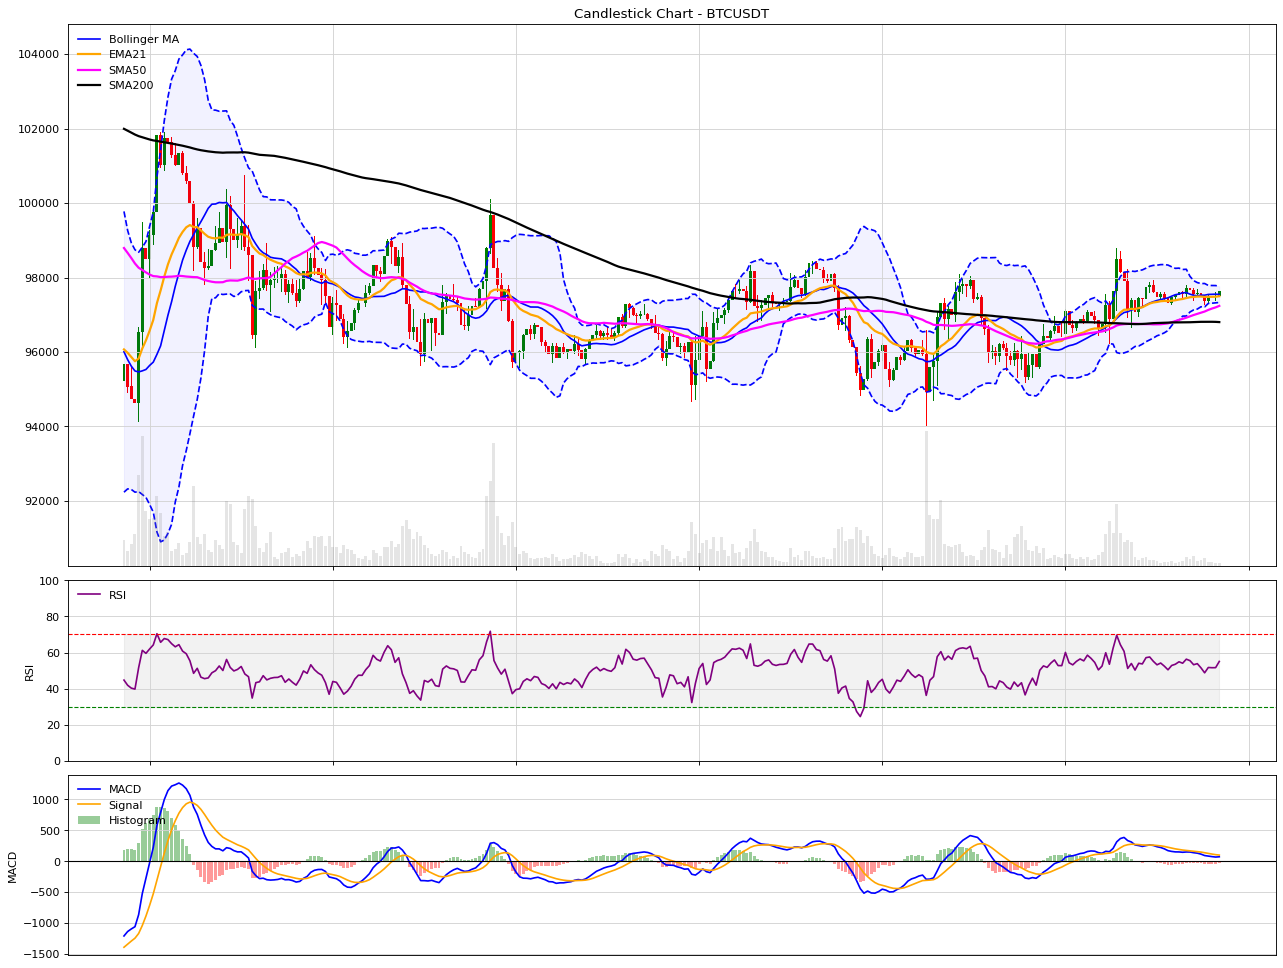 Candlestick Chart - BTCUSDT
Bollinger MA
EMA21
SMA50
SMA200
104000
102000
100000
98000
96000
94000
92000
RSI
100
80
60
40
20
0
RSI
MACD
Signal
Histogram
1000
500
0
−500
−1000
−1500
MACD